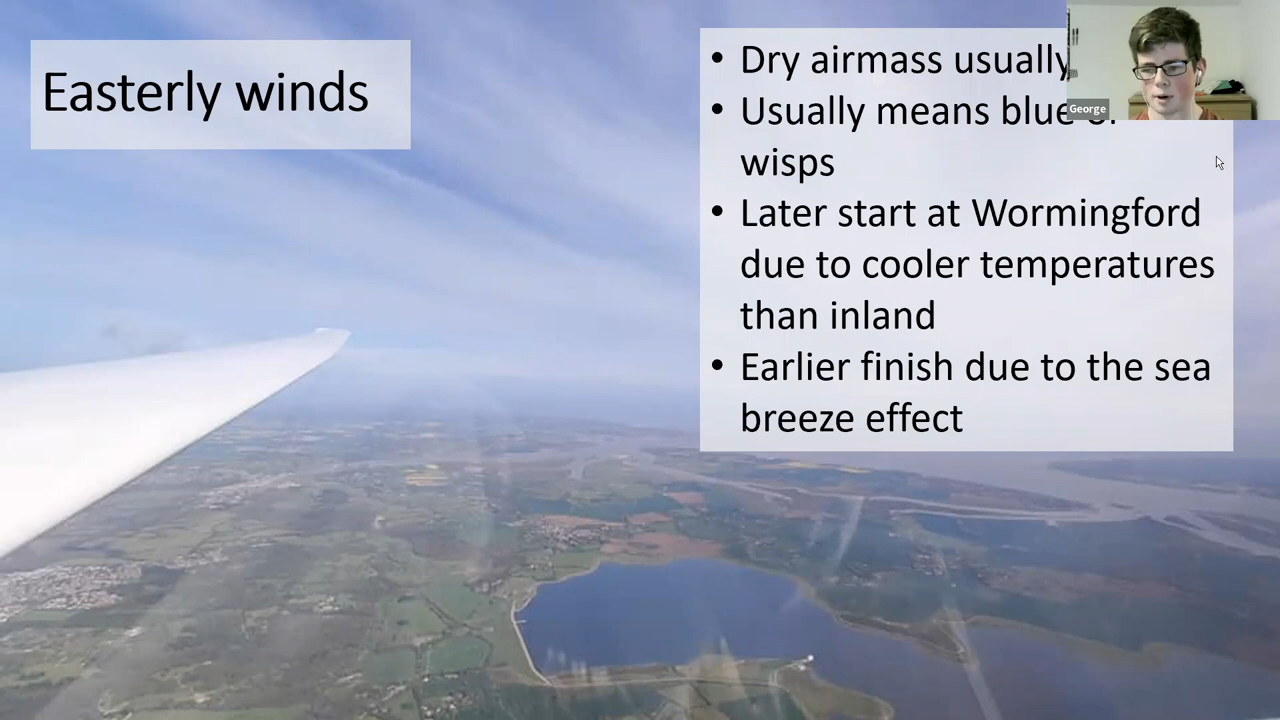 Easterly winds
• Dry airmass usually
• Usually means blue
wisps
• Later start at Wormingford
due to cooler temperatures
than inland
• Earlier finish due to the sea
breeze effect
George